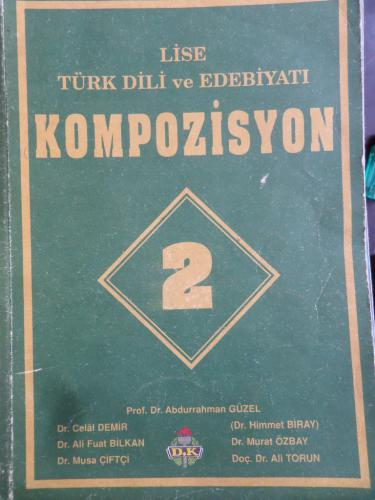 LİSE
TÜRK DİLİ ve EDEBİYATI
KOMPOZİSYON
2
Prof. Dr. Abdurrahman GÜZEL
Dr. Celâl DEMİR (Dr. Himmet BİRAY)
Dr. Ali Fuat BİLKAN Dr. Murat ÖZBAY
Dr. Musa ÇİFTÇİ Doç. Dr. Ali TORUN
D.K